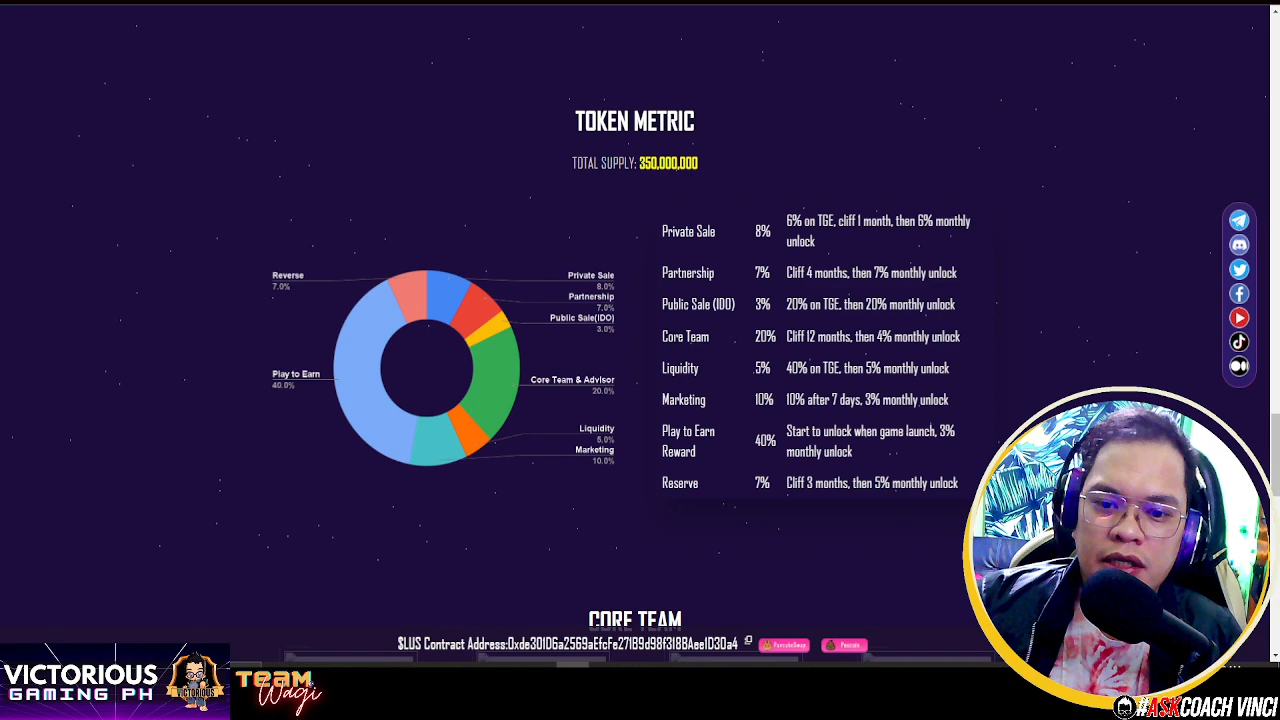 TOKEN METRIC
TOTAL SUPPLY: 350,000,000
Reverse
7.0%
Play to Earn
40.0%
Private Sale
8.0%
Partnership
7.0%
Public Sale(IDO)
3.0%
Core Team & Advisor
20.0%
Liquidity
5.0%
Marketing
10.0%
Private Sale 8% 6% on TGE, cliff 1 month, then 6% monthly
unlock
Partnership 7% Cliff 4 months, then 7% monthly unlock
Public Sale (IDO) 3% 20% on TGE, then 20% monthly unlock
Core Team 20% Cliff 12 months, then 4% monthly unlock
Liquidity 5% 40% on TGE, then 5% monthly unlock
Marketing 10% 10% after 7 days, 3% monthly unlock
Play to Earn
Reward 40% Start to unlock when game launch, 3%
monthly unlock
Reserve 7% Cliff 3 months, then 5% monthly unlock
CORE TEAM
$LUS Contract Address:
PancakeSwap
VICTORIOUS
GAMING PH
VICTORIOUS
TEAM
Wagi
#ASKCOACH VINCI